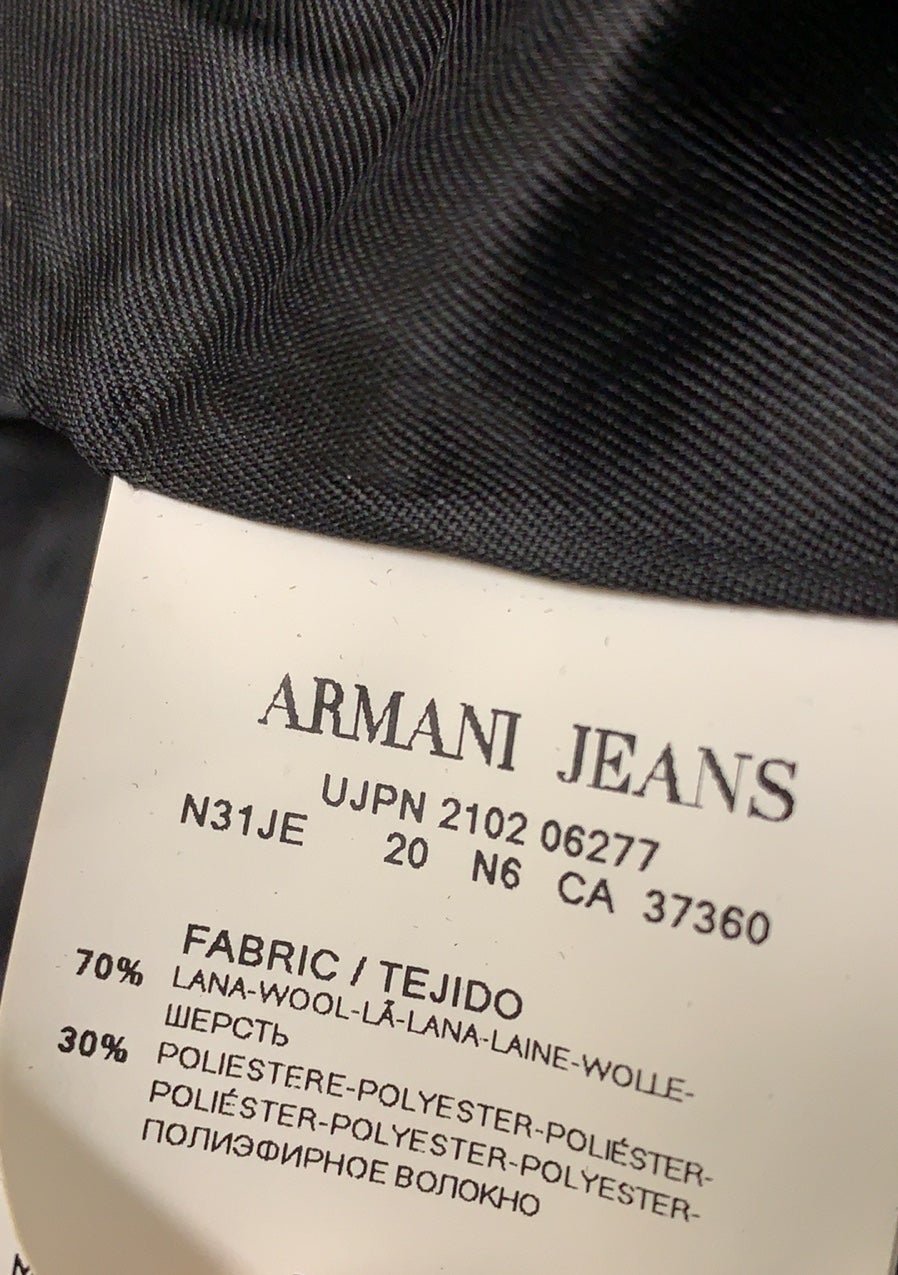 ARMANI JEANS
UJPN 2102 06277
N31JE 20 N6 CA 37360
FABRIC / TEJIDO
70% LANA-WOOL-LÃ-LANA-LAINE-WOLLE-
ШЕРСТЬ
30% POLIESTERE-POLYESTER-POLIÉSTER-
POLIÉSTER-POLYESTER-POLYESTER-
ПОЛИЭФИРНОЕ ВОЛОКНО